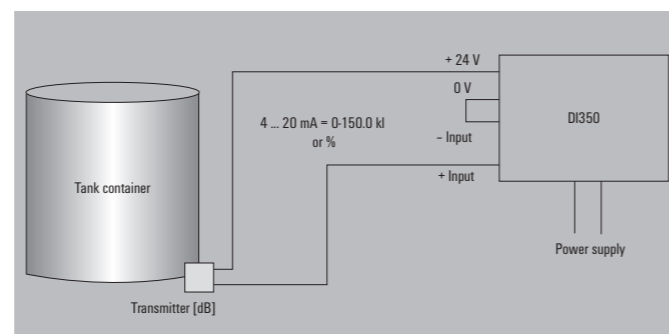 + 24 V
0 V
DI350
4 ... 20 mA = 0-150.0 kl
or %
– Input
+ Input
Tank container
Power supply
Transmitter [dB]